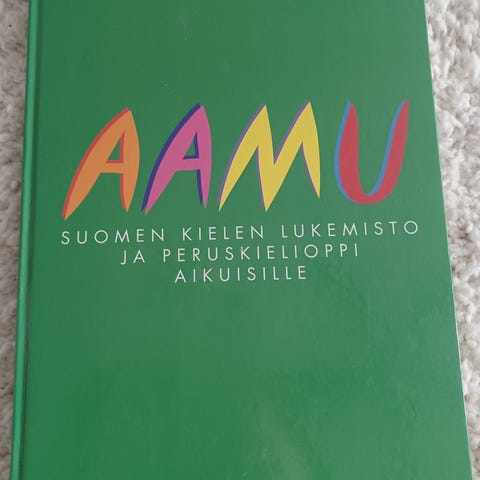 AAMU
SUOMEN KIELEN LUKEMISTO
JA PERUSKIELIOPPI
AIKUISILLE